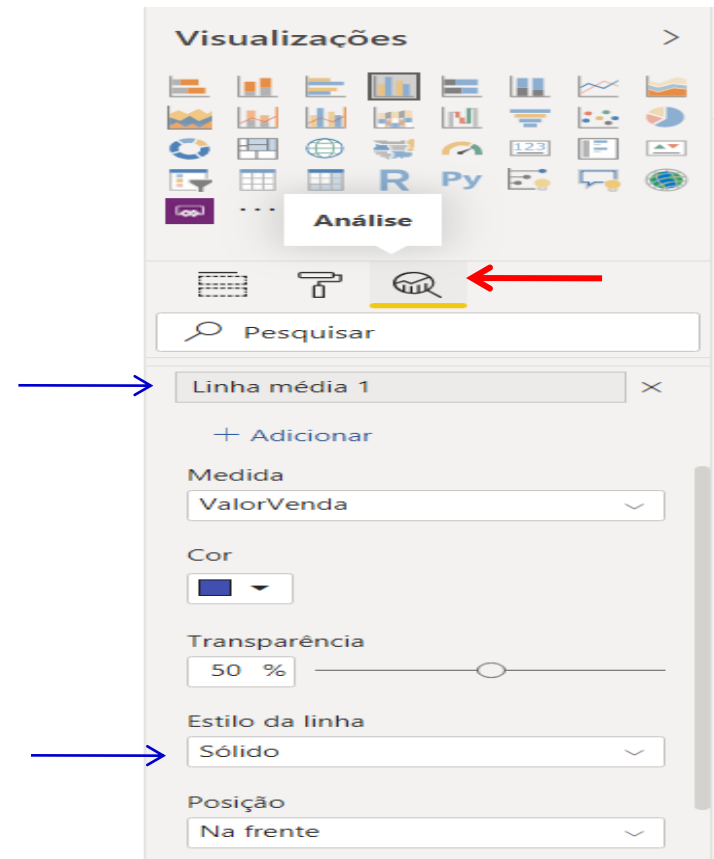 Visualizações >
123
R Py
...
Análise
Pesquisar
Linha média 1
+ Adicionar
Medida
ValorVenda
Cor
Transparência
50 %
Estilo da linha
Sólido
Posição
Na frente